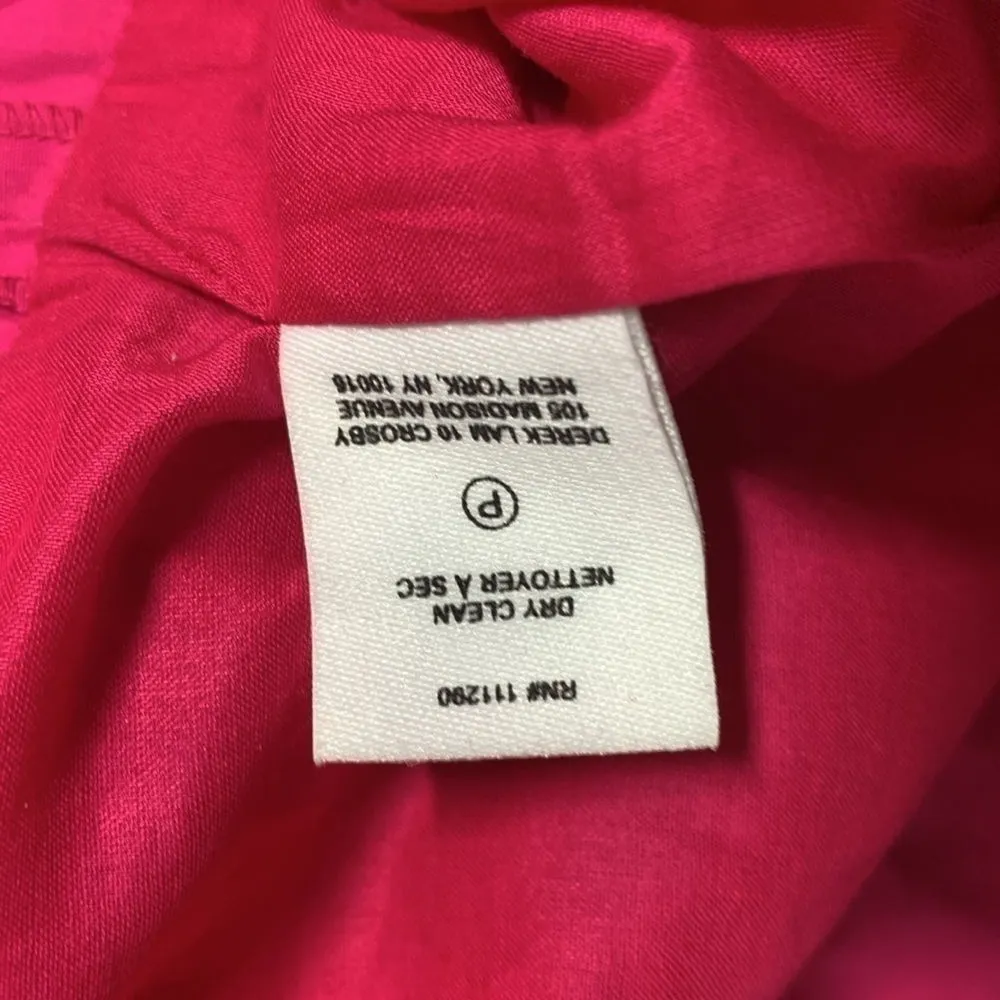 RN# 111290
DRY CLEAN
NETTOYER À SEC
P
DEREK LAM 10 CROSBY
105 MADISON AVENUE
NEW YORK, NY 10016